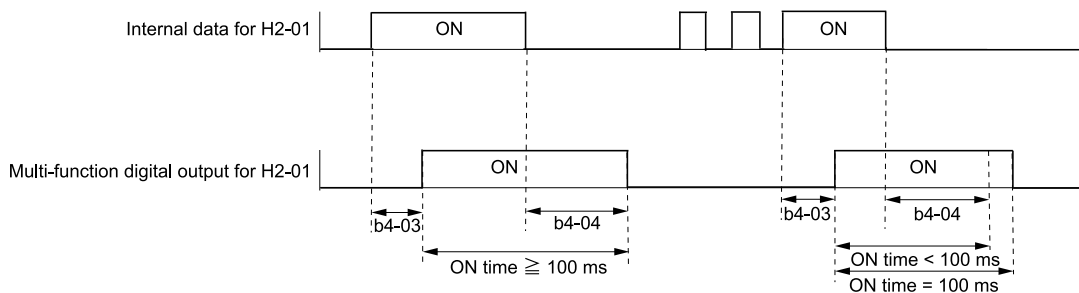 Internal data for H2-01
ON
ON
Multi-function digital output for H2-01
ON
ON
b4-03
b4-04
b4-03
b4-04
ON time ≧ 100 ms
ON time < 100 ms
ON time = 100 ms